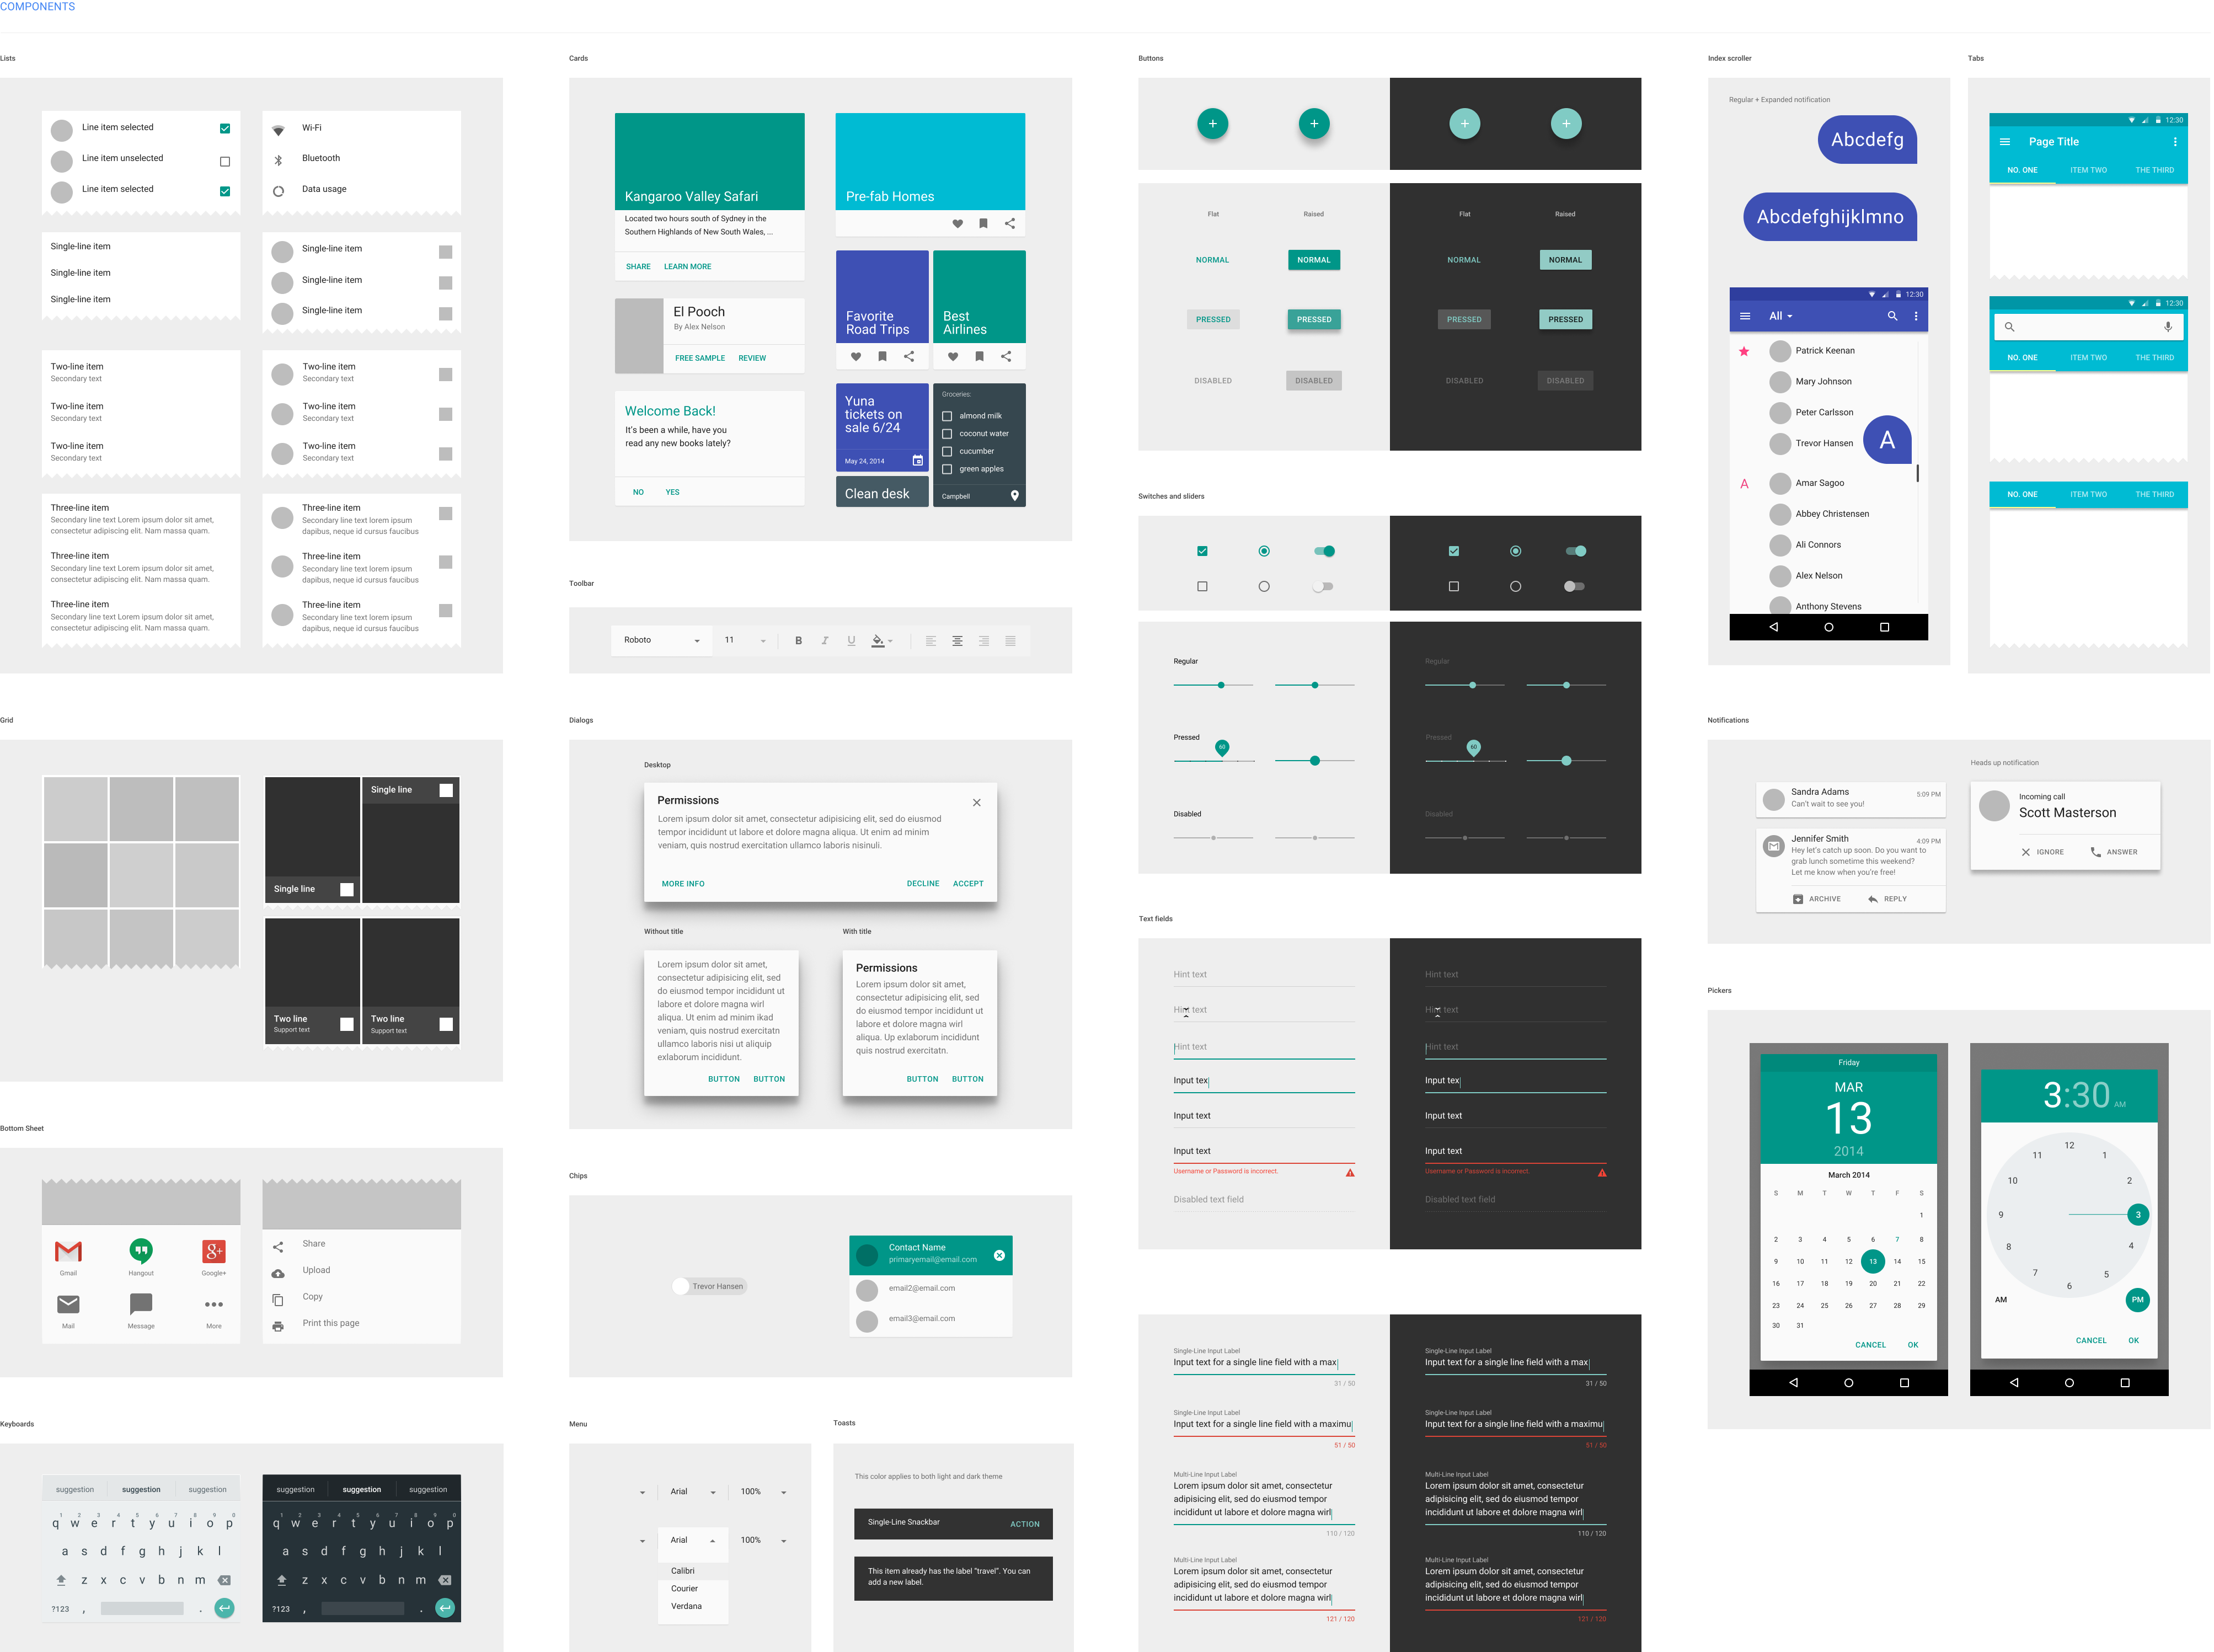 COMPONENTS
Lists
Line item selected
Line item unselected
Line item selected
Wi-Fi
Bluetooth
Data usage
Single-line item
Single-line item
Single-line item
Single-line item
Single-line item
Single-line item
Two-line item
Secondary text
Two-line item
Secondary text
Two-line item
Secondary text
Two-line item
Secondary text
Two-line item
Secondary text
Two-line item
Secondary text
Three-line item
Secondary line text Lorem ipsum dolor sit amet,
consectetur adipiscing elit. Nam massa quam.
Three-line item
Secondary line text Lorem ipsum dolor sit amet,
consectetur adipiscing elit. Nam massa quam.
Three-line item
Secondary line text Lorem ipsum dolor sit amet,
consectetur adipiscing elit. Nam massa quam.
Three-line item
Secondary line text lorem ipsum
dapibus, neque id cursus faucibus
Three-line item
Secondary line text lorem ipsum
dapibus, neque id cursus faucibus
Three-line item
Secondary line text lorem ipsum
dapibus, neque id cursus faucibus
Grid
Single line
Single line
Two line
Support text
Two line
Support text
Bottom Sheet
Gmail
Hangout
g+
Google+
Mail
Message
More
Share
Upload
Copy
Print this page
Keyboards
suggestion suggestion suggestion
1 2 3 4 5 6 7 8 9 0
q w e r t y u i o p
a s d f g h j k l
z x c v b n m
?123 , .
suggestion suggestion suggestion
1 2 3 4 5 6 7 8 9 0
q w e r t y u i o p
a s d f g h j k l
z x c v b n m
?123 , .
Cards
Kangaroo Valley Safari
Located two hours south of Sydney in the
Southern Highlands of New South Wales, ...
SHARE LEARN MORE
El Pooch
By Alex Nelson
FREE SAMPLE REVIEW
Welcome Back!
It's been a while, have you
read any new books lately?
NO YES
Pre-fab Homes
Favorite
Road Trips
Best
Airlines
Yuna
tickets on
sale 6/24
May 24, 2014
Clean desk
Groceries:
almond milk
coconut water
cucumber
green apples
Campbell
Toolbar
Roboto 11 B I U
Dialogs
Desktop
Permissions
Lorem ipsum dolor sit amet, consectetur adipisicing elit, sed do eiusmod
tempor incididunt ut labore et dolore magna aliqua. Ut enim ad minim
veniam, quis nostrud exercitation ullamco laboris nisinuli.
MORE INFO DECLINE ACCEPT
Without title
Lorem ipsum dolor sit amet,
consectetur adipisicing elit, sed
do eiusmod tempor incididunt ut
labore et dolore magna wirl
aliqua. Ut enim ad minim ikad
veniam, quis nostrud exercitatn
ullamco laboris nisi ut aliquip
exlaborum incididunt.
BUTTON BUTTON
With title
Permissions
Lorem ipsum dolor sit amet,
consectetur adipisicing elit, sed
do eiusmod tempor incididunt ut
labore et dolore magna wirl
aliqua. Up exlaborum incididunt
quis nostrud exercitatn.
BUTTON BUTTON
Chips
Trevor Hansen
Contact Name
primaryemail@email.com
email2@email.com
email3@email.com
Menu
Arial 100%
Arial 100%
Calibri
Courier
Verdana
Toasts
This color applies to both light and dark theme
Single-Line Snackbar ACTION
This item already has the label "travel". You can
add a new label.
Buttons
Flat Raised
NORMAL NORMAL
PRESSED PRESSED
DISABLED DISABLED
Flat Raised
NORMAL NORMAL
PRESSED PRESSED
DISABLED DISABLED
Switches and sliders
Regular
Pressed
60
Disabled
Regular
Pressed
60
Disabled
Text fields
Hint text
Hint text
Hint text
Input tex
Input text
Input text
Username or Password is incorrect.
Disabled text field
Hint text
Hint text
Hint text
Input tex
Input text
Input text
Username or Password is incorrect.
Disabled text field
Single-Line Input Label
Input text for a single line field with a max
31 / 50
Single-Line Input Label
Input text for a single line field with a maximu
51 / 50
Multi-Line Input Label
Lorem ipsum dolor sit amet, consectetur
adipisicing elit, sed do eiusmod tempor
incididunt ut labore et dolore magna wirl
110 / 120
Multi-Line Input Label
Lorem ipsum dolor sit amet, consectetur
adipisicing elit, sed do eiusmod tempor
incididunt ut labore et dolore magna wirl
121 / 120
Single-Line Input Label
Input text for a single line field with a max
31 / 50
Single-Line Input Label
Input text for a single line field with a maximu
51 / 50
Multi-Line Input Label
Lorem ipsum dolor sit amet, consectetur
adipisicing elit, sed do eiusmod tempor
incididunt ut labore et dolore magna wirl
110 / 120
Multi-Line Input Label
Lorem ipsum dolor sit amet, consectetur
adipisicing elit, sed do eiusmod tempor
incididunt ut labore et dolore magna wirl
121 / 120
Index scroller
Regular + Expanded notification
Abcdefg
Abcdefghijklmno
12:30
All
Patrick Keenan
Mary Johnson
Peter Carlsson
Trevor Hansen
A
A
Amar Sagoo
Abbey Christensen
Ali Connors
Alex Nelson
Anthony Stevens
Tabs
12:30
Page Title
NO. ONE ITEM TWO THE THIRD
12:30
NO. ONE ITEM TWO THE THIRD
NO. ONE ITEM TWO THE THIRD
Notifications
Sandra Adams 5:09 PM
Can't wait to see you!
Jennifer Smith 4:09 PM
Hey let's catch up soon. Do you want to
grab lunch sometime this weekend?
Let me know when you're free!
ARCHIVE REPLY
Heads up notification
Incoming call
Scott Masterson
IGNORE ANSWER
Pickers
Friday
MAR
13
2014
March 2014
S M T W T F S
1
2 3 4 5 6 7 8
9 10 11 12 13 14 15
16 17 18 19 20 21 22
23 24 25 26 27 28 29
30 31
CANCEL OK
3:30 AM
12
11 1
10 2
9 3
8 4
7 5
6
AM PM
CANCEL OK